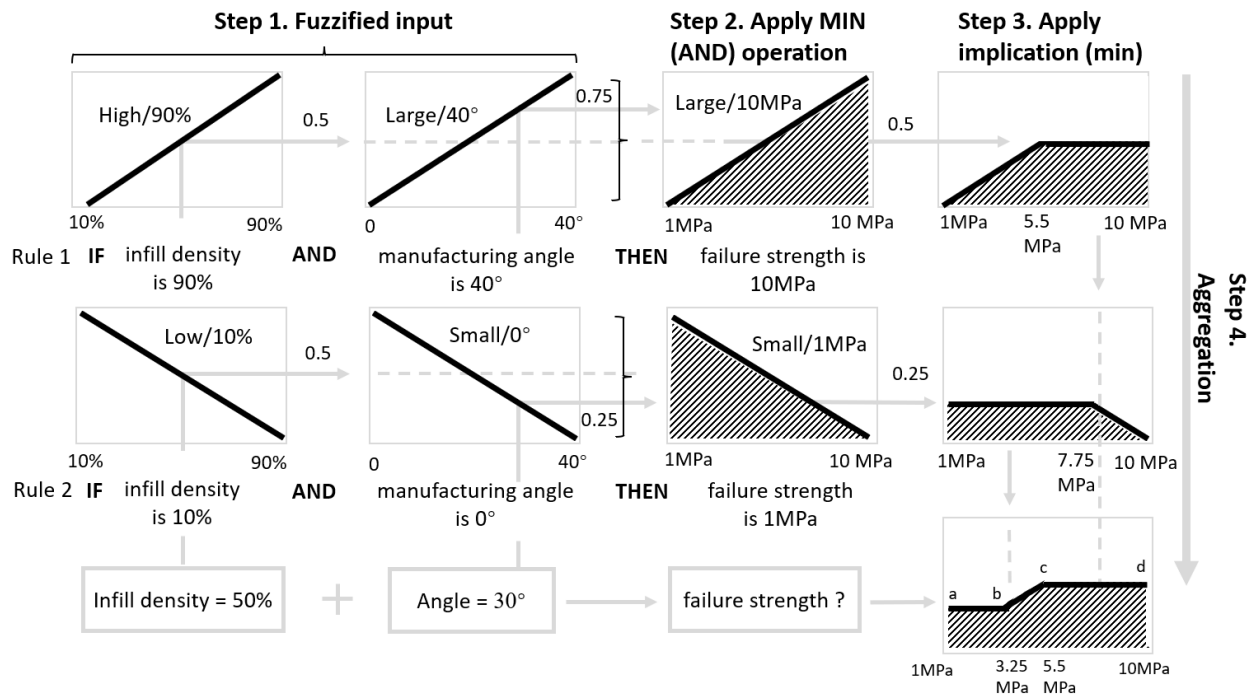 Step 1. Fuzzified input
Step 2. Apply MIN
(AND) operation
Step 3. Apply
implication (min)
High/90%
0.5
Large/40°
0.75
Large/10MPa
0.5
10%
90%
0
40°
1MPa
10 MPa
1MPa
5.5
MPa
10 MPa
Rule 1 IF infill density
is 90%
AND
manufacturing angle
is 40°
THEN
failure strength is
10MPa
Step 4.
Aggregation
Low/10%
0.5
Small/0°
0.25
Small/1MPa
0.25
10%
90%
0
40°
1MPa
10 MPa
1MPa
7.75
MPa
10 MPa
Rule 2 IF infill density
is 10%
AND
manufacturing angle
is 0°
THEN
failure strength
is 1MPa
Infill density = 50%
+
Angle = 30°
failure strength ?
a
b
c
d
1MPa
3.25
MPa
5.5
MPa
10MPa